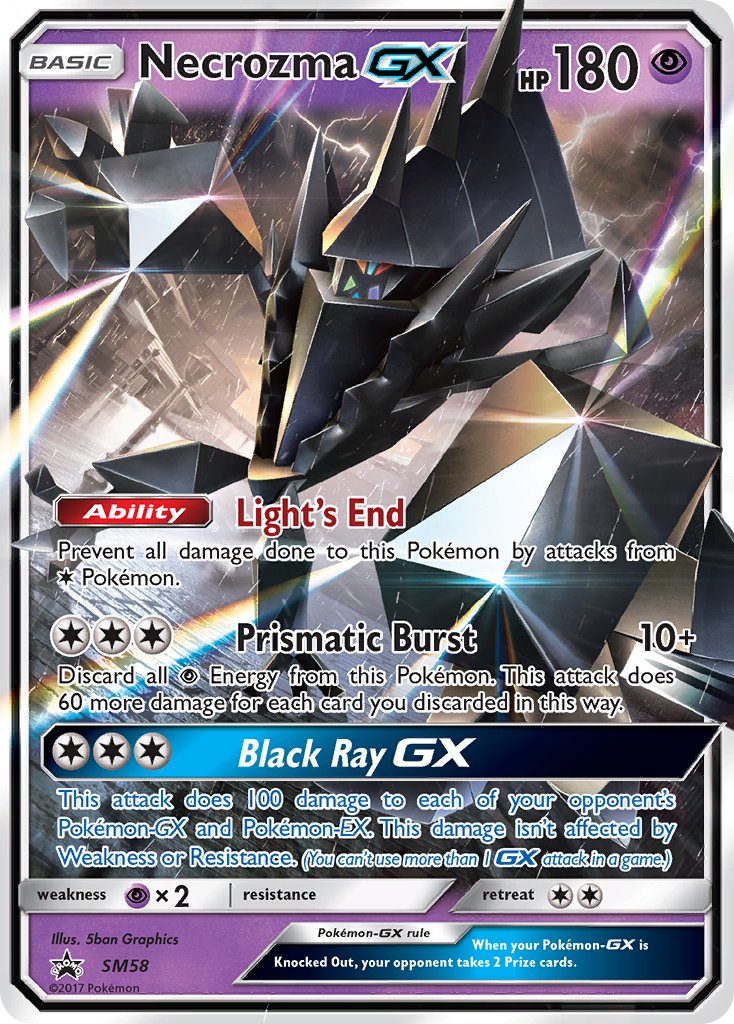 BASIC Necrozma GX HP 180
Ability Light's End
Prevent all damage done to this Pokémon by attacks from
Pokémon.
Prismatic Burst 10+
Discard all Energy from this Pokémon. This attack does
60 more damage for each card you discarded in this way.
Black Ray GX
This attack does 100 damage to each of your opponent's
Pokémon-GX and Pokémon-EX. This damage isn't affected by
Weakness or Resistance. (You can't use more than 1 GX attack in a game.)
weakness ×2 resistance retreat
Illus. 5ban Graphics
PROMO SM58
©2017 Pokémon
Pokémon-GX rule
When your Pokémon-GX is
Knocked Out, your opponent takes 2 Prize cards.